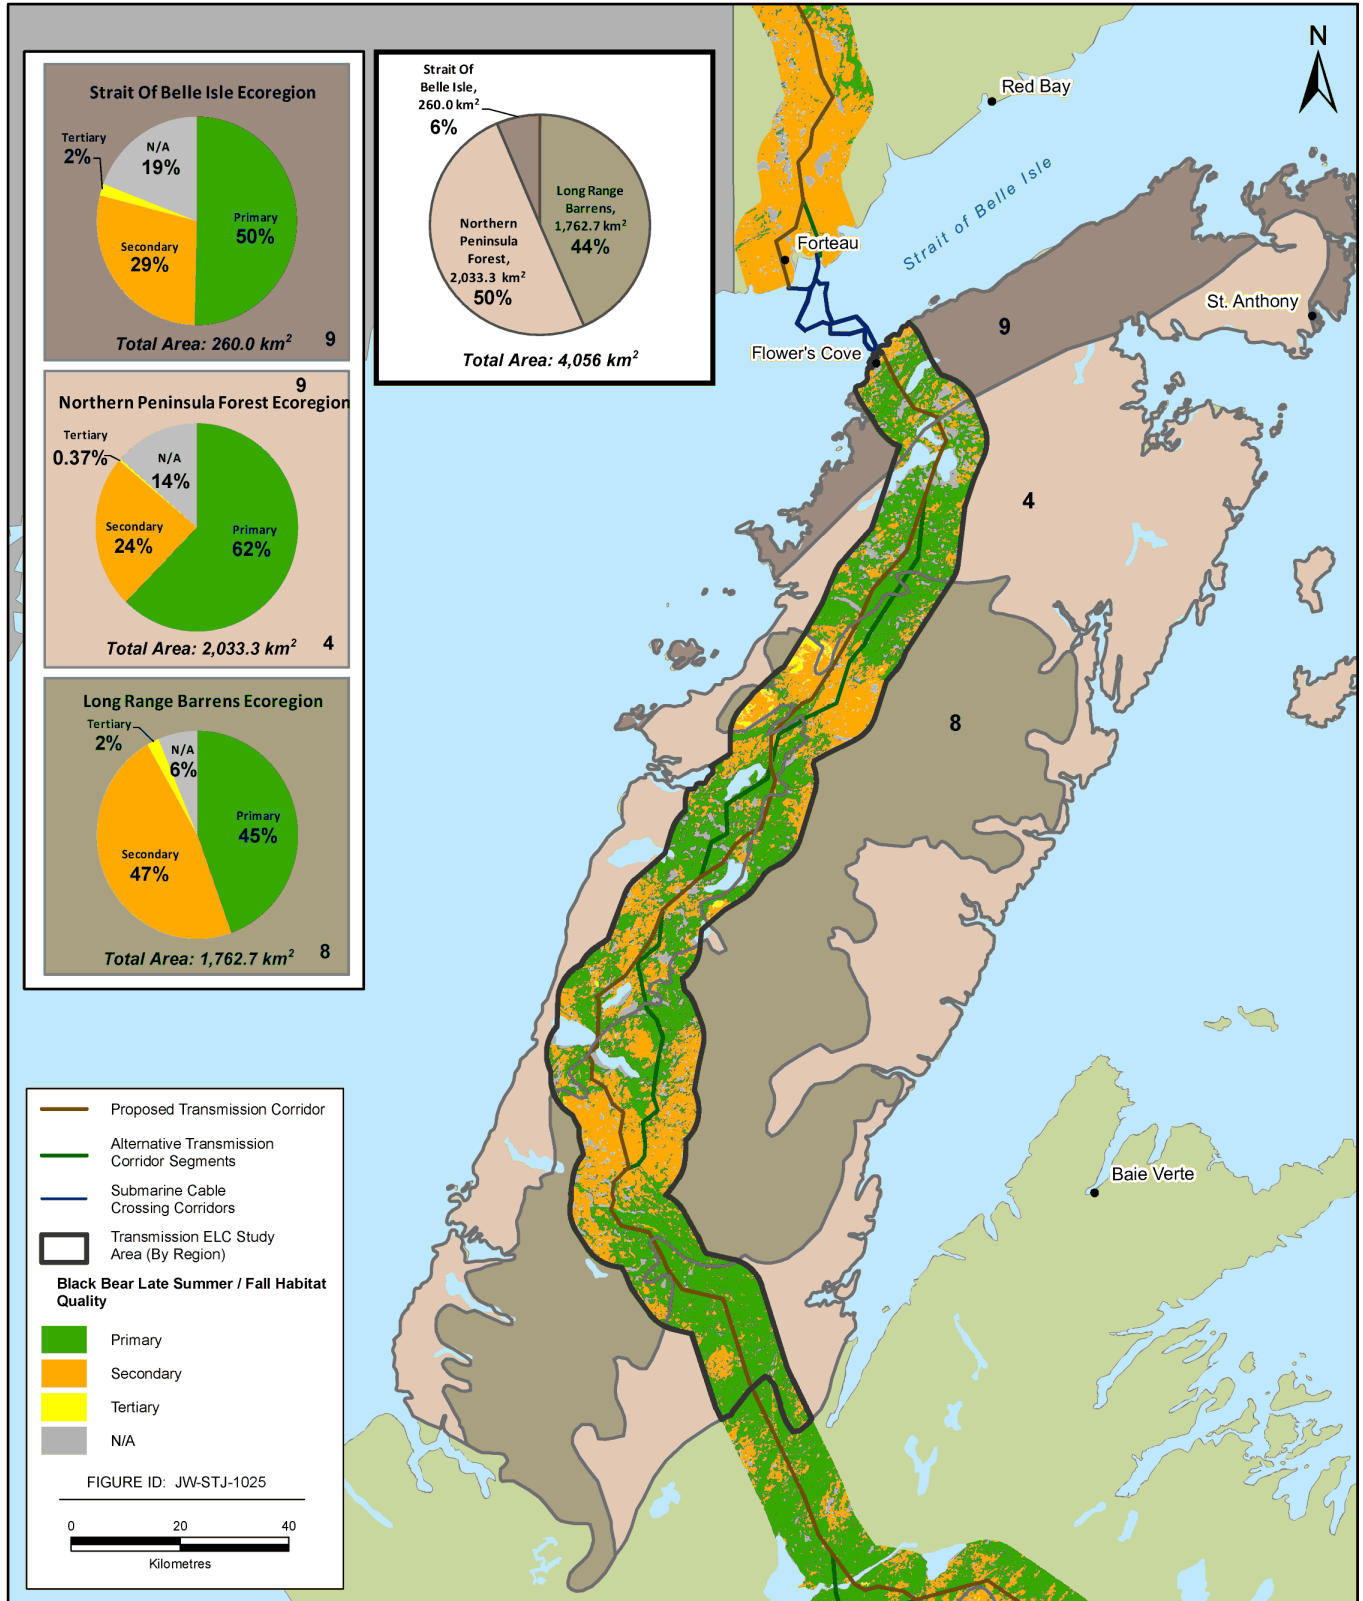 Strait Of Belle Isle Ecoregion
Tertiary
2%
N/A
19%
Primary
50%
Secondary
29%
Total Area: 260.0 km²
9
9
Northern Peninsula Forest Ecoregion
Tertiary
0.37%
N/A
14%
Secondary
24%
Primary
62%
Total Area: 2,033.3 km²
4
Long Range Barrens Ecoregion
Tertiary
2%
N/A
6%
Primary
45%
Secondary
47%
Total Area: 1,762.7 km²
8
Strait Of
Belle Isle,
260.0 km²
6%
Long Range
Barrens,
1,762.7 km²
44%
Northern
Peninsula
Forest,
2,033.3 km²
50%
Total Area: 4,056 km²
N
Red Bay
Strait of Belle Isle
Forteau
St. Anthony
9
Flower's Cove
4
8
Baie Verte
Proposed Transmission Corridor
Alternative Transmission
Corridor Segments
Submarine Cable
Crossing Corridors
Transmission ELC Study
Area (By Region)
Black Bear Late Summer / Fall Habitat
Quality
Primary
Secondary
Tertiary
N/A
FIGURE ID: JW-STJ-1025
0 20 40
Kilometres